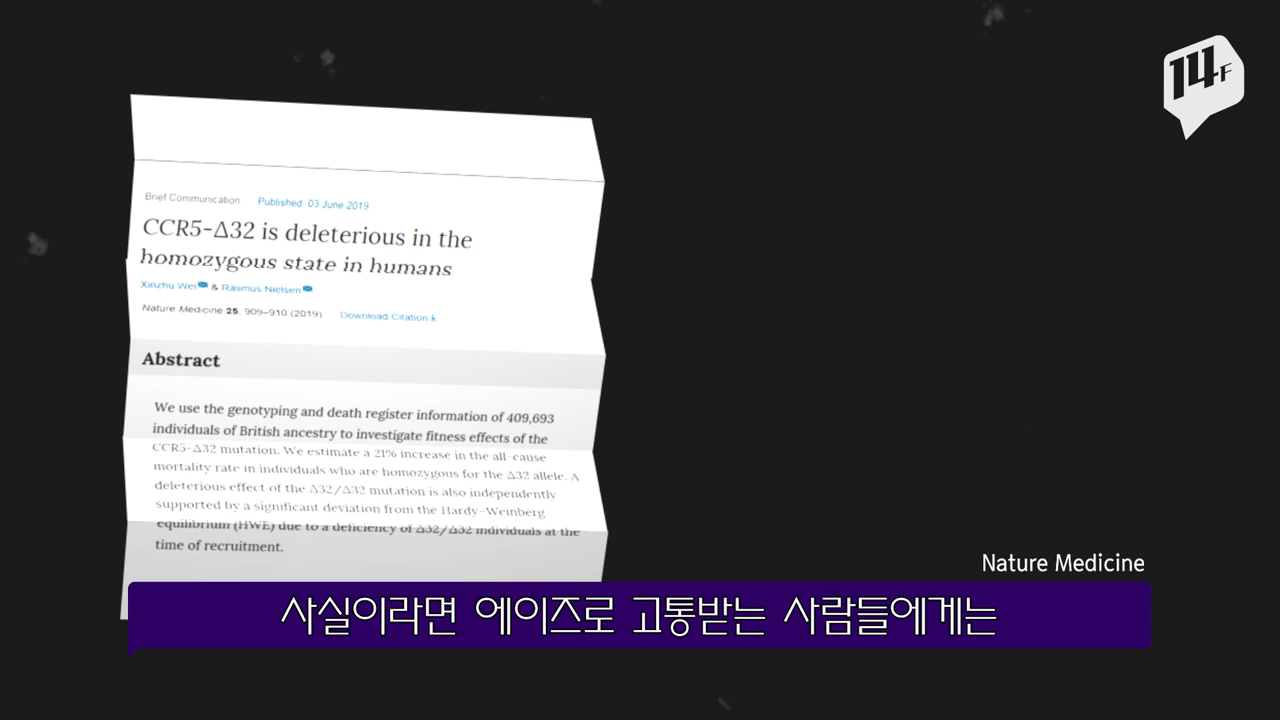 14F
Brief Communication Published: 03 June 2019
CCR5-Δ32 is deleterious in the
homozygous state in humans
Xinzhu Wei & Rasmus Nielsen
Nature Medicine 25, 909–910 (2019) Download Citation
Abstract
We use the genotyping and death register information of 409,693
individuals of British ancestry to investigate fitness effects of the
CCR5-Δ32 mutation. We estimate a 21% increase in the all-cause
mortality rate in individuals who are homozygous for the Δ32 allele. A
deleterious effect of the Δ32/Δ32 mutation is also independently
supported by a significant deviation from the Hardy–Weinberg
equilibrium (HWE) due to a deficiency of Δ32/Δ32 individuals at the
time of recruitment.
Nature Medicine
사실이라면 에이즈로 고통받는 사람들에게는